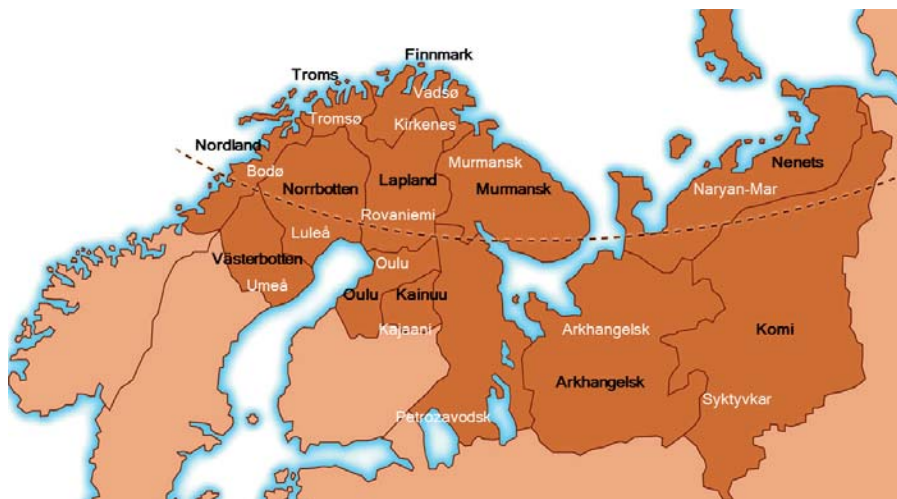 Finnmark
Troms
Vadsø
Tromsø
Kirkenes
Nordland
Murmansk
Nenets
Bodø
Lapland
Norrbotten
Murmansk
Naryan-Mar
Rovaniemi
Luleå
Västerbotten
Oulu
Umeå
Oulu
Kainuu
Kajaani
Arkhangelsk
Komi
Arkhangelsk
Syktyvkar
Petrozavodsk